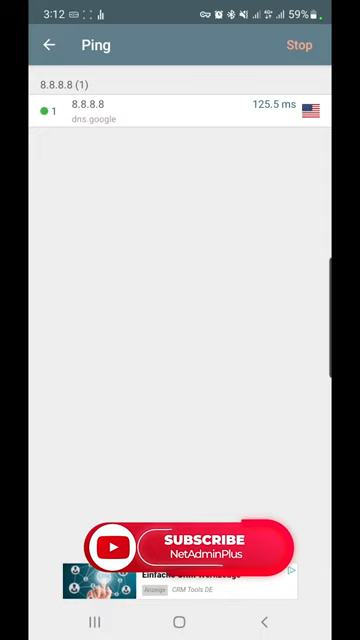 3:12
59%
Ping
Stop
8.8.8.8 (1)
1
8.8.8.8
125.5 ms
dns.google
SUBSCRIBE
NetAdminPlus
Anzeige
CRM Tools DE